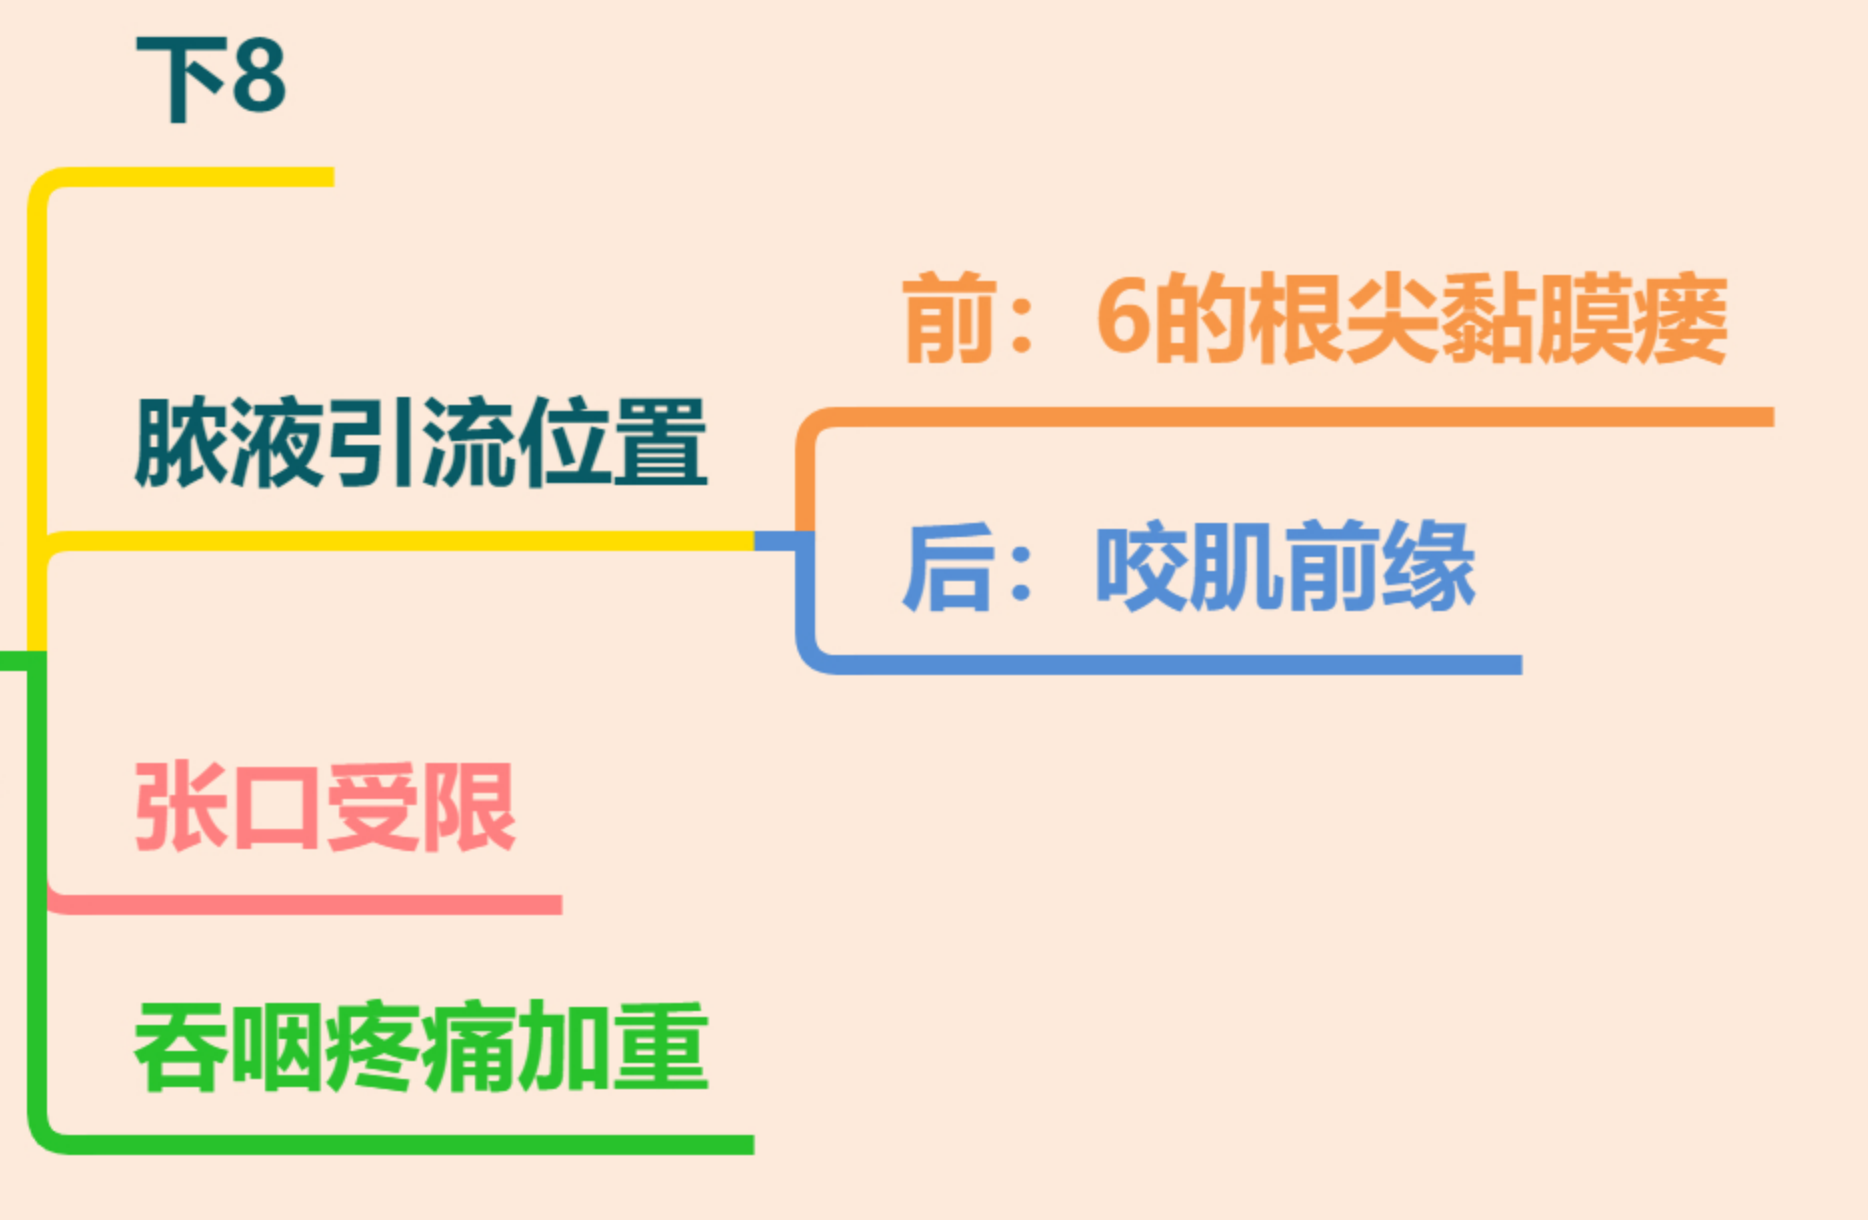 下8
脓液引流位置
前：6的根尖黏膜瘘
后：咬肌前缘
张口受限
吞咽疼痛加重